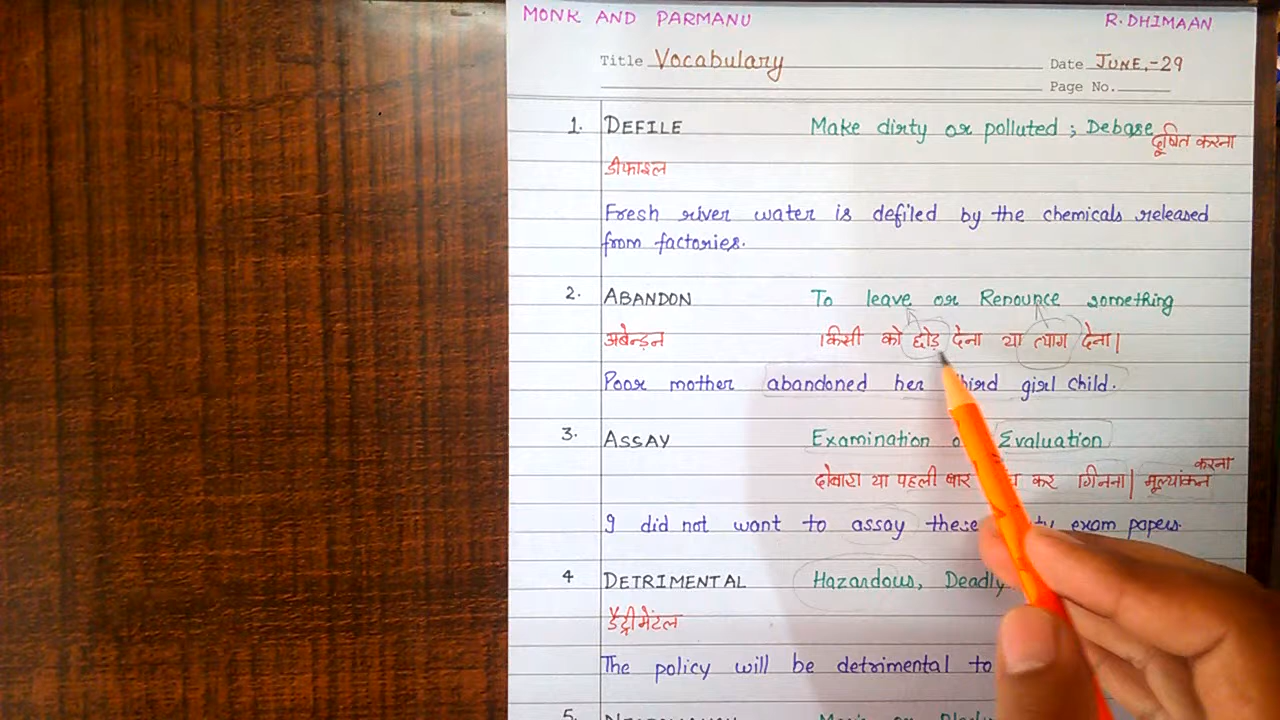 MONK AND PARMANU R. DHIMAAN
Title Vocabulary Date JUNE,-29
Page No.
1. DEFILE Make dirty or polluted ; Debase
दूषित करना
डीफाइल
Fresh river water is defiled by the chemicals released
from factories.
2. ABANDON To leave or Renounce something
अबेन्ड़न किसी को छोड़ देना या त्याग देना|
Poor mother abandoned her girl child.
3. ASSAY Examination Evaluation
दोबारा या पहली बार कर गिनना| मूल्यांकन करना
I did not want to assay these exam papers.
4 DETRIMENTAL Hazardous, Deadly
डैट्रीमेंटल
The policy will be detrimental to
5.